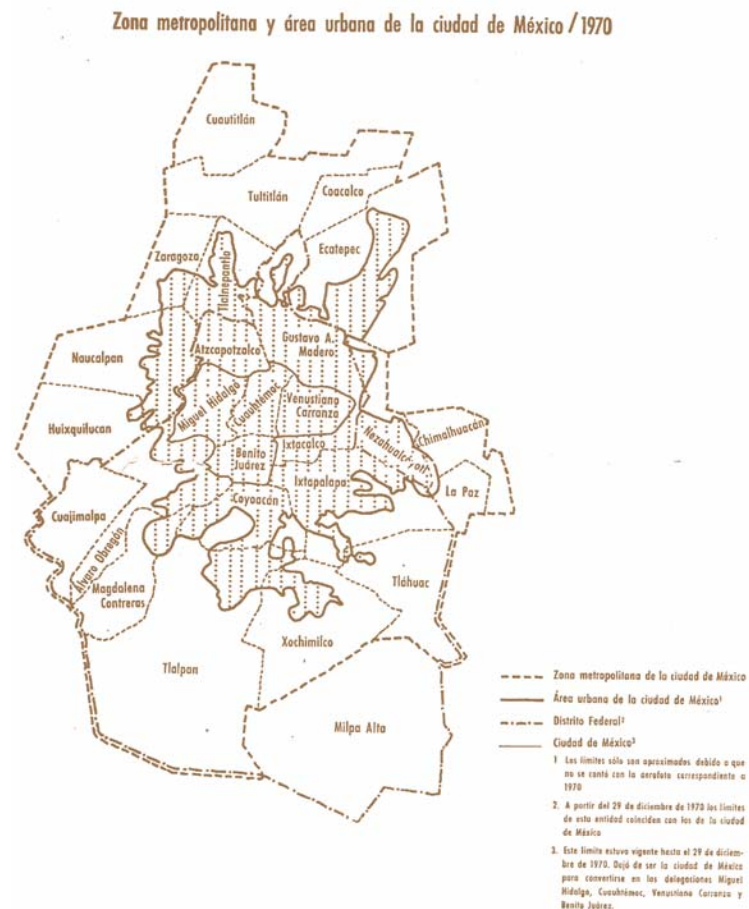 Zona metropolitana y área urbana de la ciudad de México / 1970
Cuautitlán
Tultitlán
Coacalco
Ecatepec
Zaragoza
Tlalnepantla
Gustavo A.
Madero
Atzcapotzalco
Naucalpan
Miguel Hidalgo
Cuauhtémoc
Venustiano
Carranza
Chimalhuacán
Huixquilucan
Nezahualcóyotl
Ixtacalco
Benito
Juárez
Ixtapalapa
La Paz
Coyoacán
Cuajimalpa
Álvaro Obregón
Magdalena
Contreras
Tláhuac
Xochimilco
Tlalpan
Milpa Alta
Zona metropolitana de la ciudad de México
Área urbana de la ciudad de México¹
Distrito Federal²
Ciudad de México³
1 Los límites sólo son aproximados debido a que
no se contó con la aerofoto correspondiente a
1970
2. A partir del 29 de diciembre de 1970 los límites
de esta entidad coinciden con los de la ciudad
de México
3. Este límite estuvo vigente hasta el 29 de diciem-
bre de 1970. Dejó de ser la ciudad de México
para convertirse en las delegaciones Miguel
Hidalgo, Cuauhtémoc, Venustiano Carranza y
Benito Juárez.